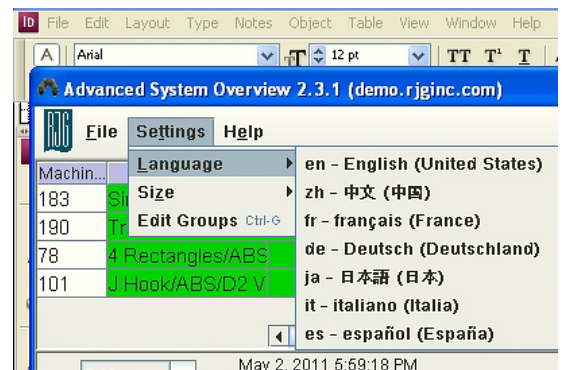 File Edit Layout Type Notes Object Table View Window Help
A Arial 12 pt TT T¹ T
Advanced System Overview 2.3.1 (demo.rjginc.com)
RJG File Settings Help
Machin...
Language
Size
Edit Groups Ctrl-G
en - English (United States)
zh - 中文 (中国)
fr - français (France)
de - Deutsch (Deutschland)
ja - 日本語 (日本)
it - italiano (Italia)
es - español (España)
183
190
78 4 Rectangles/ABS
101 J Hook/ABS/D2 V
May 2, 2011 5:59:18 PM